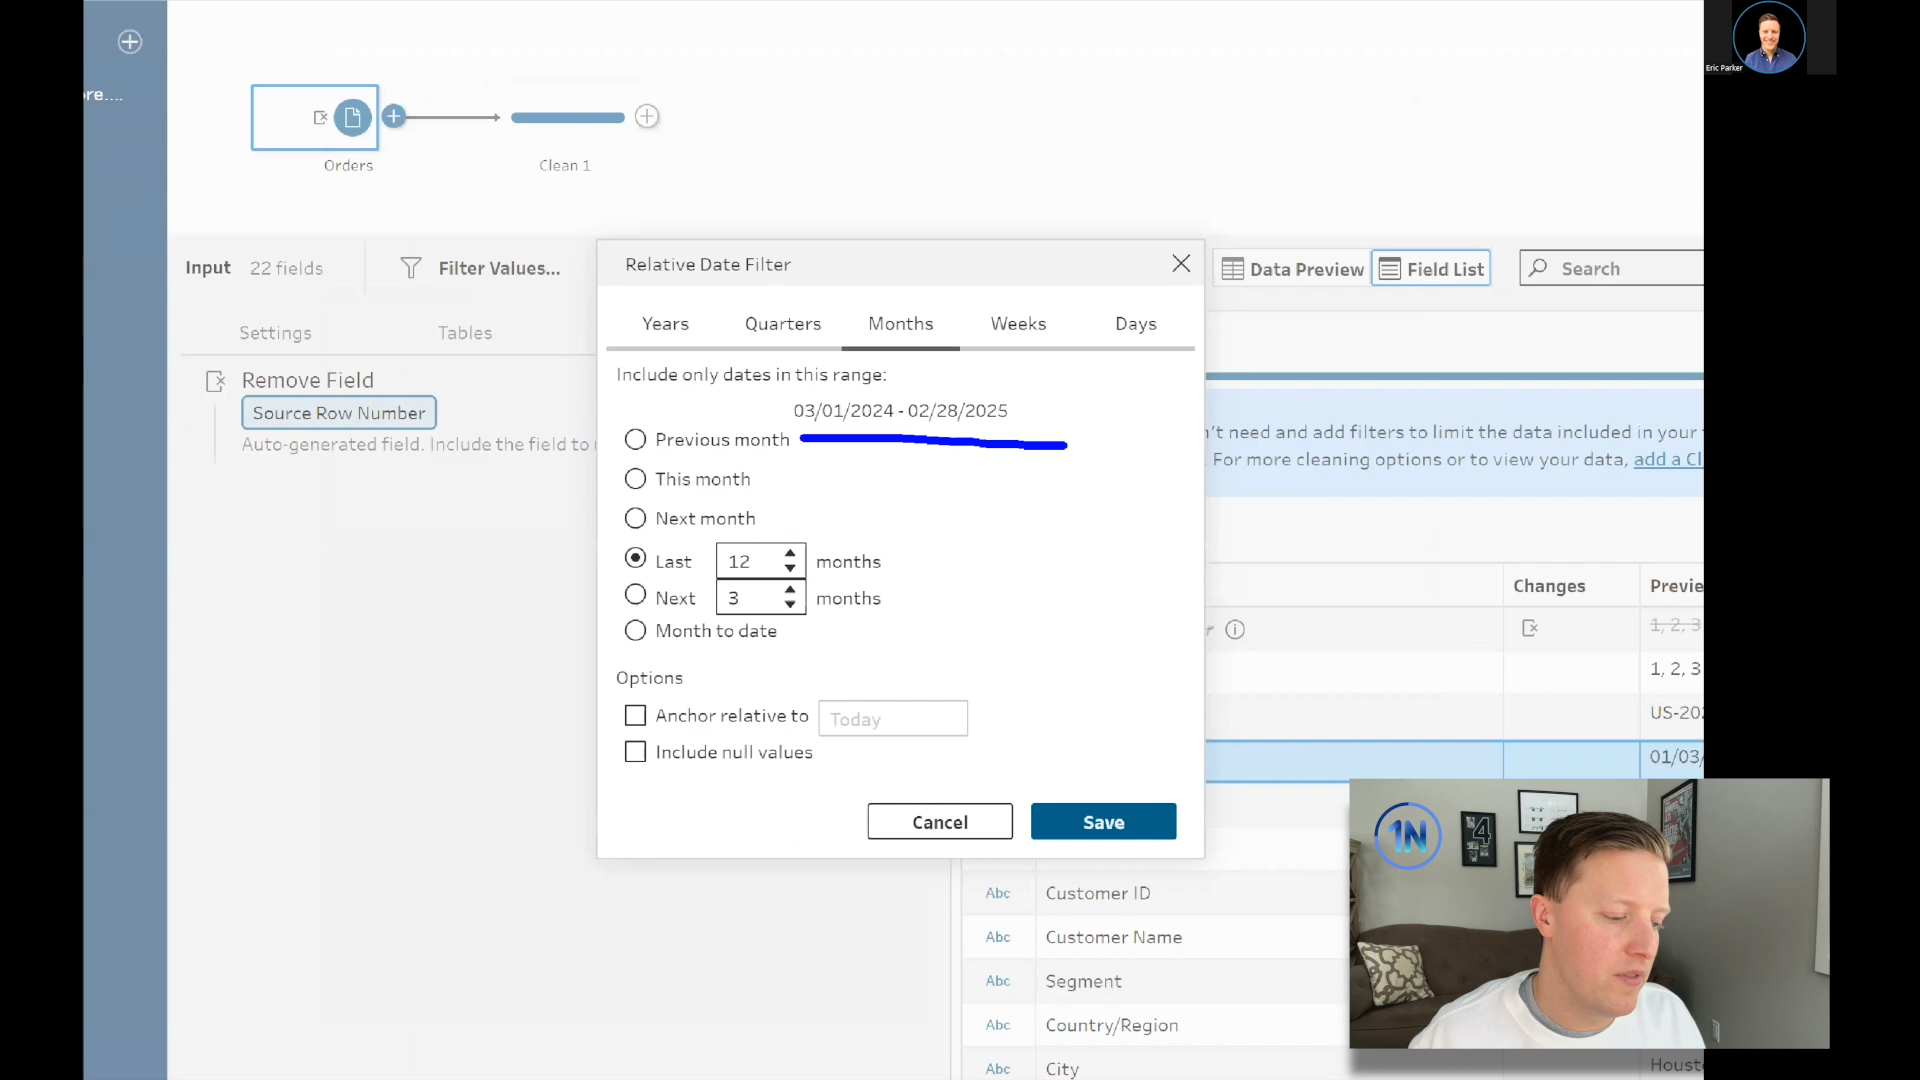 Eric Parker
re....
Orders
Clean 1
Input 22 fields
Filter Values...
Data Preview
Field List
Search
Settings
Tables
Remove Field
Source Row Number
Auto-generated field. Include the field to
Relative Date Filter
Years
Quarters
Months
Weeks
Days
Include only dates in this range:
03/01/2024 - 02/28/2025
Previous month
This month
Next month
Last 12 months
Next 3 months
Month to date
Options
Anchor relative to Today
Include null values
Cancel
Save
't need and add filters to limit the data included in your
For more cleaning options or to view your data, add a Cl
Changes
Previe
1, 2, 3
1, 2, 3
US-202
01/03/
Abc Customer ID
Abc Customer Name
Abc Segment
Abc Country/Region
Abc City
Houst
1N
4